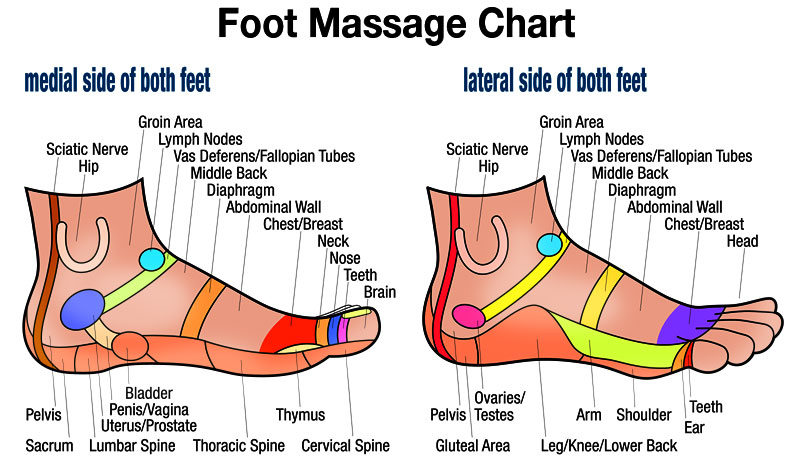 Foot Massage Chart
medial side of both feet
Groin Area
Lymph Nodes
Sciatic Nerve
Vas Deferens/Fallopian Tubes
Hip
Middle Back
Diaphragm
Abdominal Wall
Chest/Breast
Neck
Nose
Teeth
Brain
Bladder
Pelvis
Penis/Vagina
Thymus
Uterus/Prostate
Sacrum
Lumbar Spine
Thoracic Spine
Cervical Spine
lateral side of both feet
Groin Area
Lymph Nodes
Sciatic Nerve
Vas Deferens/Fallopian Tubes
Hip
Middle Back
Diaphragm
Abdominal Wall
Chest/Breast
Head
Ovaries/
Testes
Pelvis
Arm
Shoulder
Teeth
Ear
Gluteal Area
Leg/Knee/Lower Back